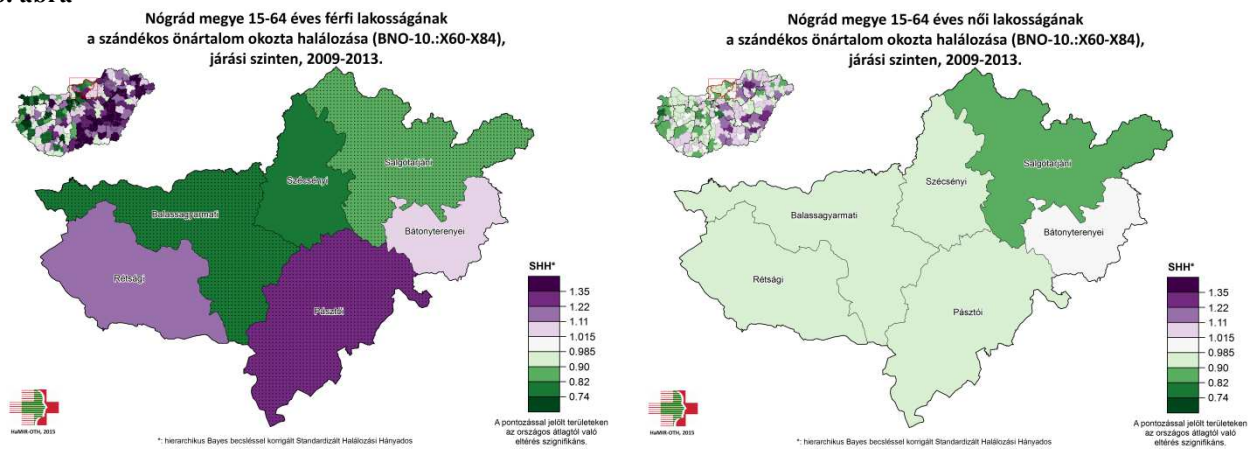 Nógrád megye 15-64 éves férfi lakosságának
a szándékos önártalom okozta halálozása (BNO-10.:X60-X84),
járási szinten, 2009-2013.
Salgótarjáni
Szécsényi
Balassagyarmati
Bátonyterenyei
Rétsági
Pásztói
SHH*
1.35
1.22
1.11
1.015
0.985
0.90
0.82
0.74
HaMIR-OTH, 2015
A pontozással jelölt területeken
az országos átlagtól való
eltérés szignifikáns.
*: hierarchikus Bayes becsléssel korrigált Standardizált Halálozási Hányados
Nógrád megye 15-64 éves női lakosságának
a szándékos önártalom okozta halálozása (BNO-10.:X60-X84),
járási szinten, 2009-2013.
Salgótarjáni
Szécsényi
Balassagyarmati
Bátonyterenyei
Rétsági
Pásztói
SHH*
1.35
1.22
1.11
1.015
0.985
0.90
0.82
0.74
HaMIR-OTH, 2015
A pontozással jelölt területeken
az országos átlagtól való
eltérés szignifikáns.
*: hierarchikus Bayes becsléssel korrigált Standardizált Halálozási Hányados